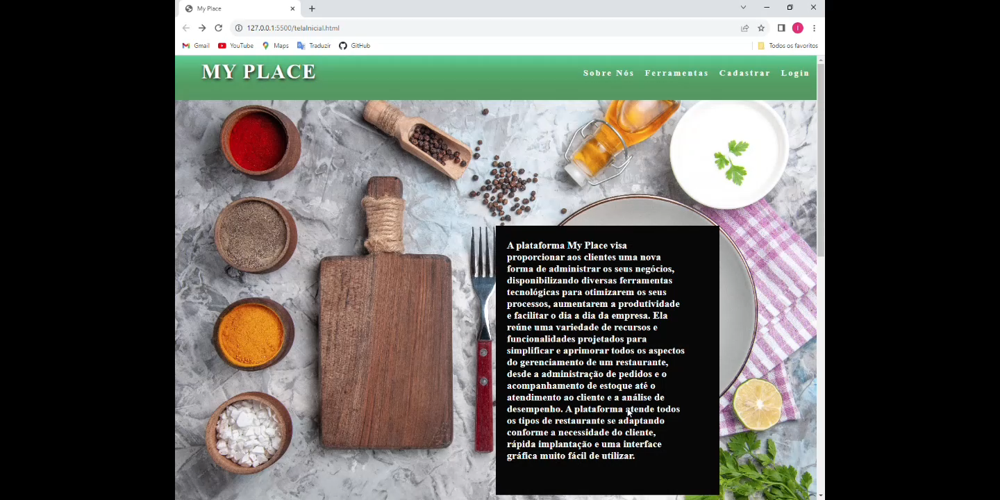 My Place
127.0.0.1:5500/telaInicial.html
Gmail YouTube Maps Traduzir GitHub Todos os favoritos
MY PLACE
Sobre Nós Ferramentas Cadastrar Login
A plataforma My Place visa
proporcionar aos clientes uma nova
forma de administrar os seus negócios,
disponibilizando diversas ferramentas
tecnológicas para otimizarem os seus
processos, aumentarem a produtividade
e facilitar o dia a dia da empresa. Ela
reúne uma variedade de recursos e
funcionalidades projetados para
simplificar e aprimorar todos os aspectos
do gerenciamento de um restaurante,
desde a administração de pedidos e o
acompanhamento de estoque até o
atendimento ao cliente e a análise de
desempenho. A plataforma atende todos
os tipos de restaurante se adaptando
conforme a necessidade do cliente,
rápida implantação e uma interface
gráfica muito fácil de utilizar.